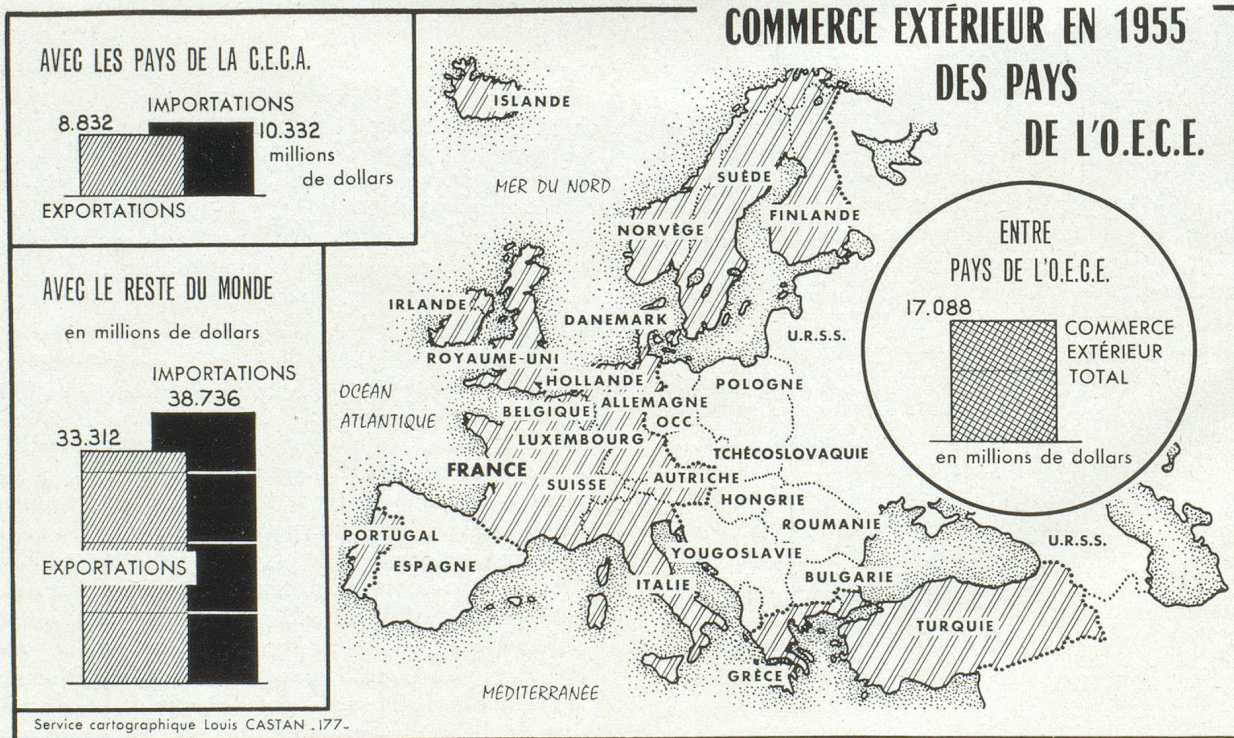 COMMERCE EXTÉRIEUR EN 1955
DES PAYS
DE L'O.E.C.E.
AVEC LES PAYS DE LA C.E.C.A.
IMPORTATIONS
8.832
10.332
millions
de dollars
EXPORTATIONS
AVEC LE RESTE DU MONDE
en millions de dollars
IMPORTATIONS
38.736
33.312
EXPORTATIONS
ENTRE
PAYS DE L'O.E.C.E.
17.088
COMMERCE
EXTÉRIEUR
TOTAL
en millions de dollars
ISLANDE
MER DU NORD
SUÈDE
FINLANDE
NORVÈGE
IRLANDE
DANEMARK
U.R.S.S.
ROYAUME-UNI
HOLLANDE
POLOGNE
OCÉAN
ATLANTIQUE
BELGIQUE
ALLEMAGNE
OCC
LUXEMBOURG
TCHÉCOSLOVAQUIE
FRANCE
SUISSE
AUTRICHE
HONGRIE
ROUMANIE
PORTUGAL
ESPAGNE
YOUGOSLAVIE
U.R.S.S.
ITALIE
BULGARIE
TURQUIE
GRÈCE
MÉDITERRANÉE
Service cartographique Louis CASTAN _177_